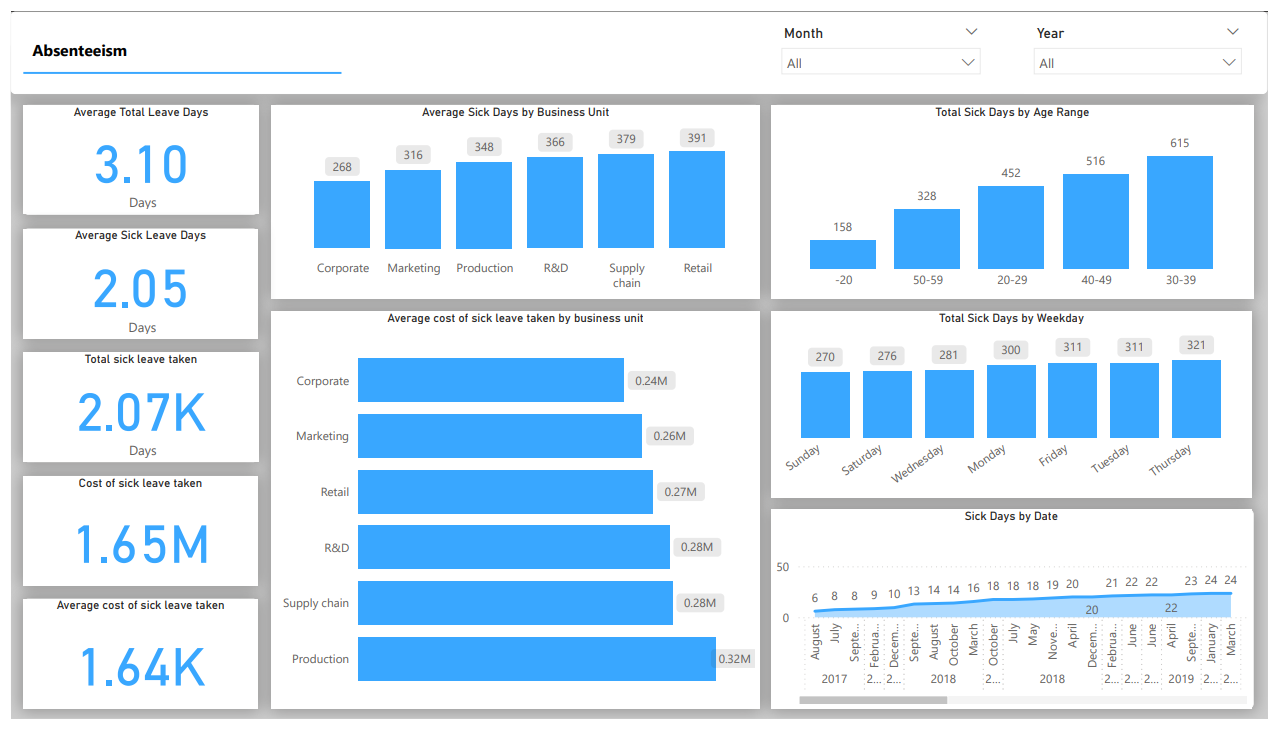 Absenteeism
Month
All
Year
All
Average Total Leave Days
3.10
Days
Average Sick Leave Days
2.05
Days
Total sick leave taken
2.07K
Days
Cost of sick leave taken
1.65M
Average cost of sick leave taken
1.64K
Average Sick Days by Business Unit
268 316 348 366 379 391
Corporate Marketing Production R&D Supply chain Retail
Average cost of sick leave taken by business unit
Corporate 0.24M
Marketing 0.26M
Retail 0.27M
R&D 0.28M
Supply chain 0.28M
Production 0.32M
Total Sick Days by Age Range
158 328 452 516 615
-20 50-59 20-29 40-49 30-39
Total Sick Days by Weekday
270 276 281 300 311 311 321
Sunday Saturday Wednesday Monday Friday Tuesday Thursday
Sick Days by Date
50
0
6 8 8 9 10 13 14 14 16 18 18 18 19 20 20 21 22 22 22 23 24 24
August July Septe... Februa... Decem... Septe... August October March October July May Nove... April Decem... Februa... June June April Septe... January March
2017 2... 2... 2018 2... 2018 2... 2... 2... 2019 2... 2...